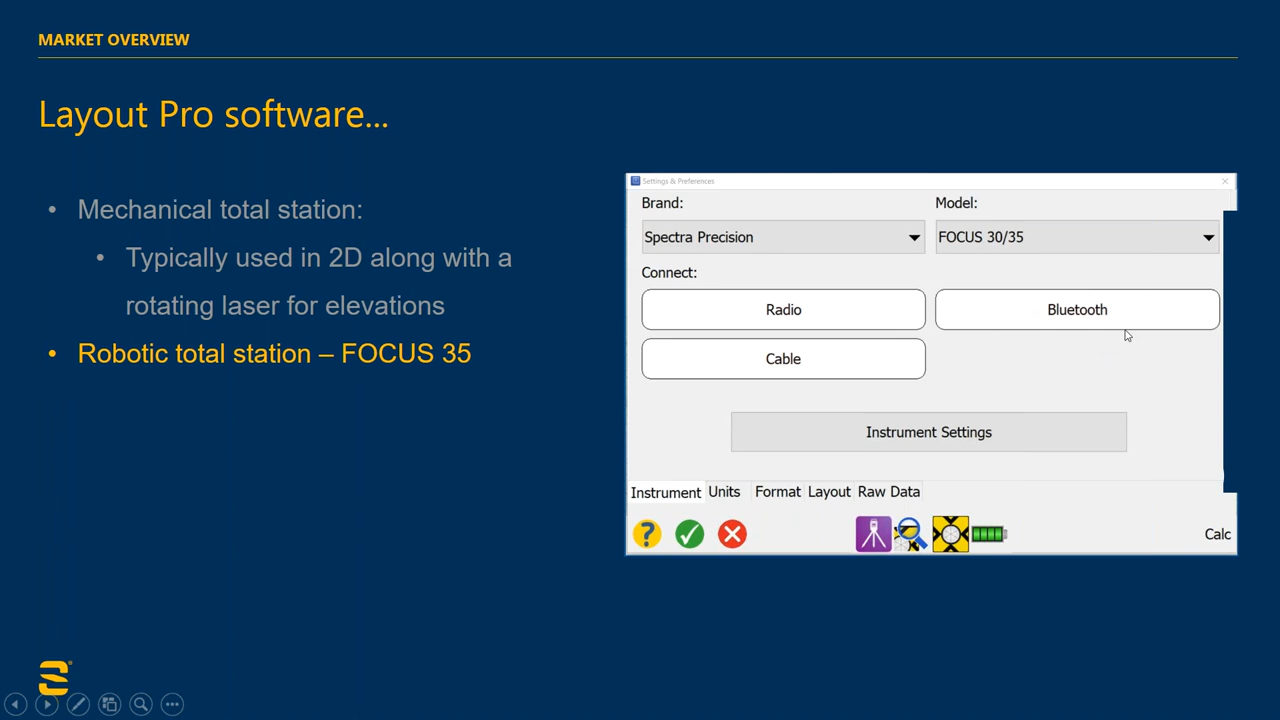 MARKET OVERVIEW
Layout Pro software...
• Mechanical total station:
• Typically used in 2D along with a
rotating laser for elevations
• Robotic total station – FOCUS 35
Settings & Preferences
Brand: Model:
Spectra Precision FOCUS 30/35
Connect:
Radio Bluetooth
Cable
Instrument Settings
Instrument Units Format Layout Raw Data
? Calc